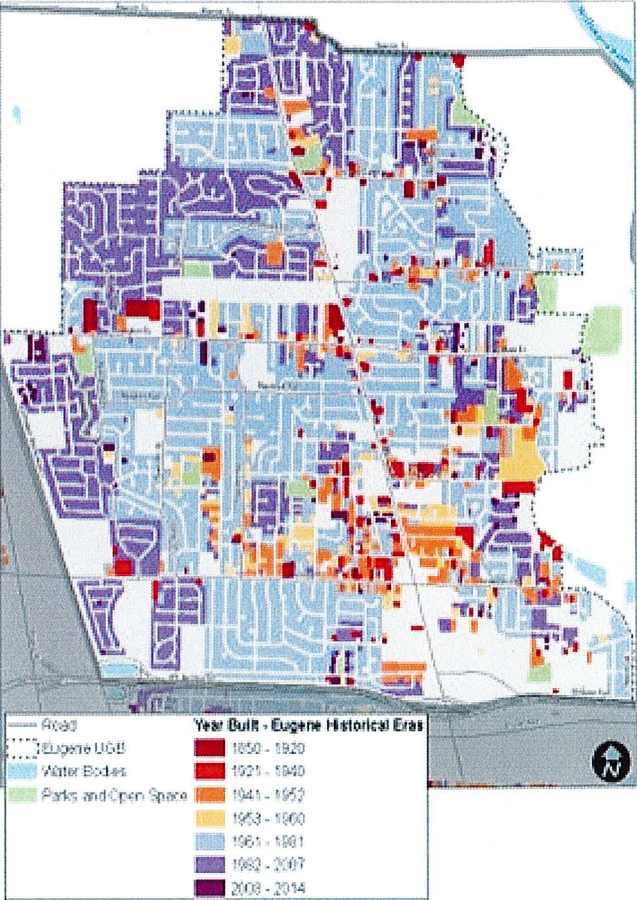 Road
Eugene UGB
Water Bodies
Parks and Open Space
Year Built - Eugene Historical Eras
1850 - 1920
1921 - 1940
1941 - 1952
1953 - 1960
1961 - 1981
1982 - 2007
2008 - 2014
N